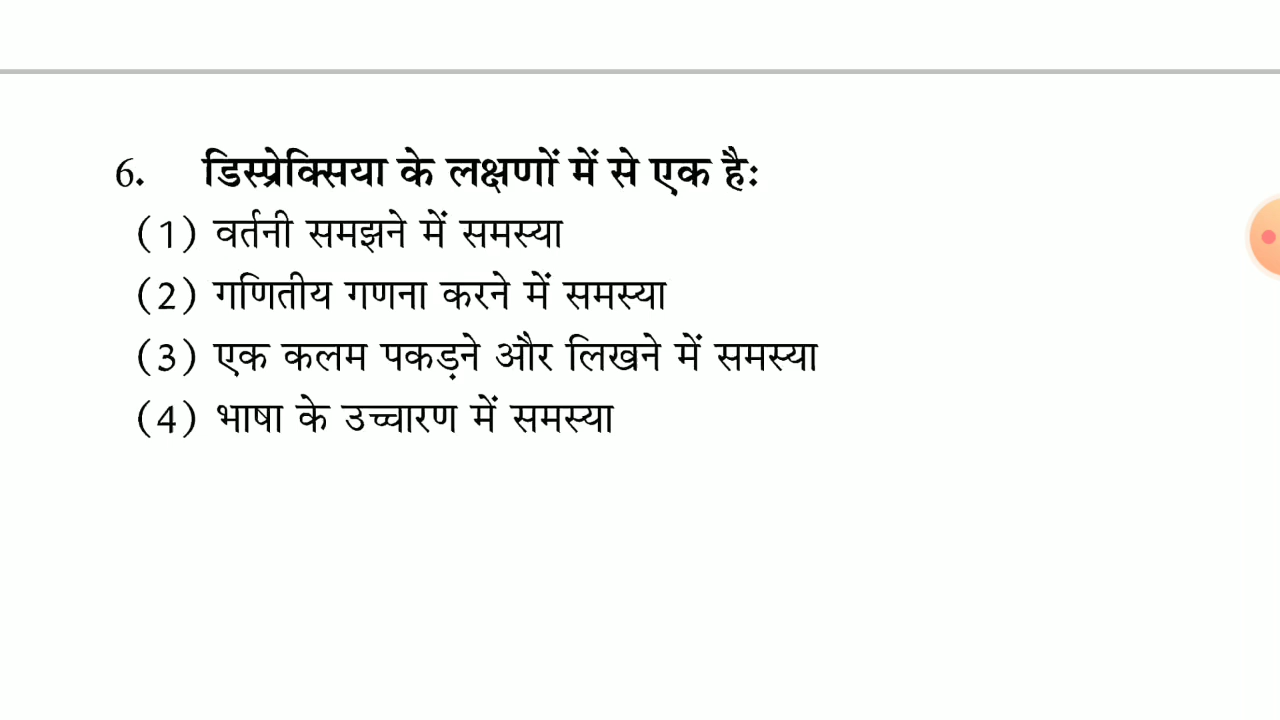 6. डिस्प्रेक्सिया के लक्षणों में से एक है:
(1) वर्तनी समझने में समस्या
(2) गणितीय गणना करने में समस्या
(3) एक कलम पकड़ने और लिखने में समस्या
(4) भाषा के उच्चारण में समस्या